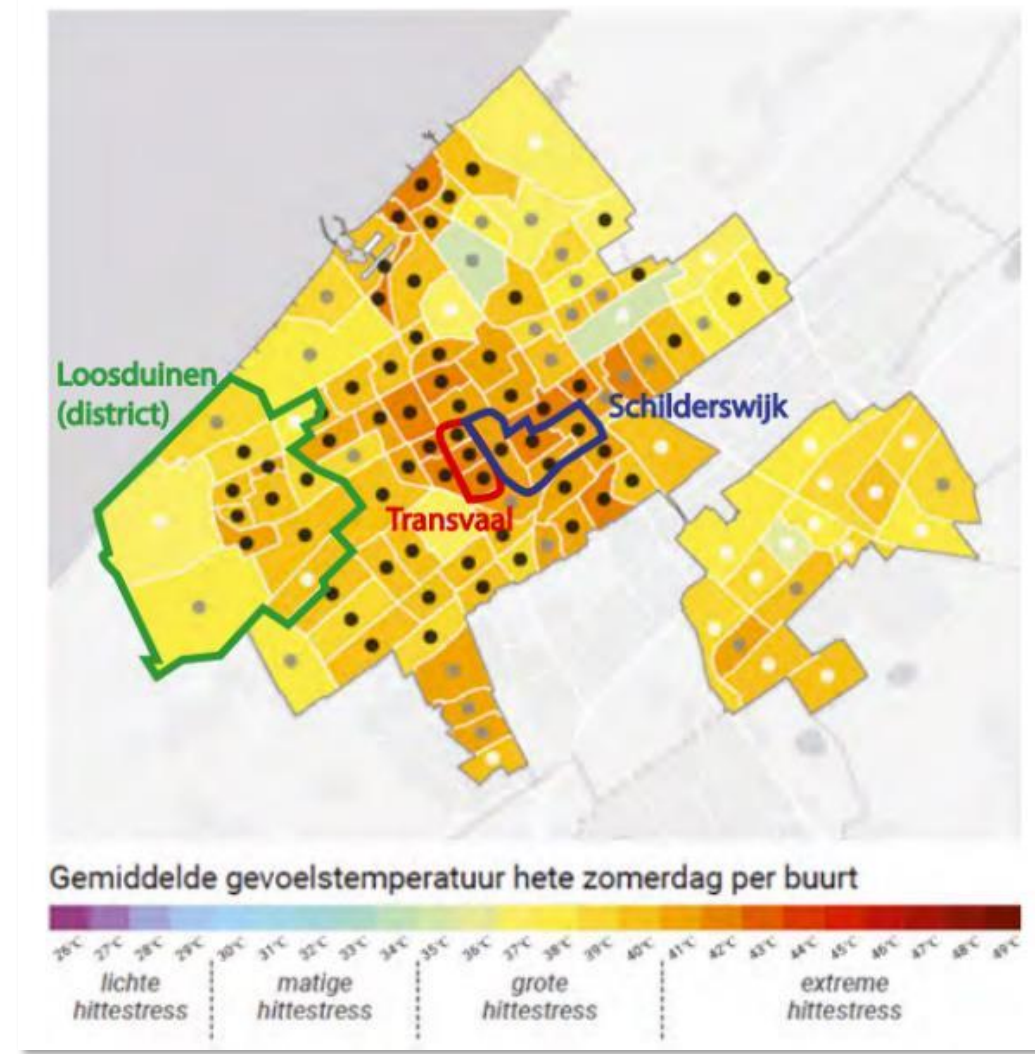 Loosduinen
(district)
Schilderswijk
Transvaal
Gemiddelde gevoelstemperatuur hete zomerdag per buurt
26°C 27°C 28°C 29°C 30°C 31°C 32°C 33°C 34°C 35°C 36°C 37°C 38°C 39°C 40°C 41°C 42°C 43°C 44°C 45°C 46°C 47°C 48°C 49°C
lichte matige grote extreme
hittestress hittestress hittestress hittestress